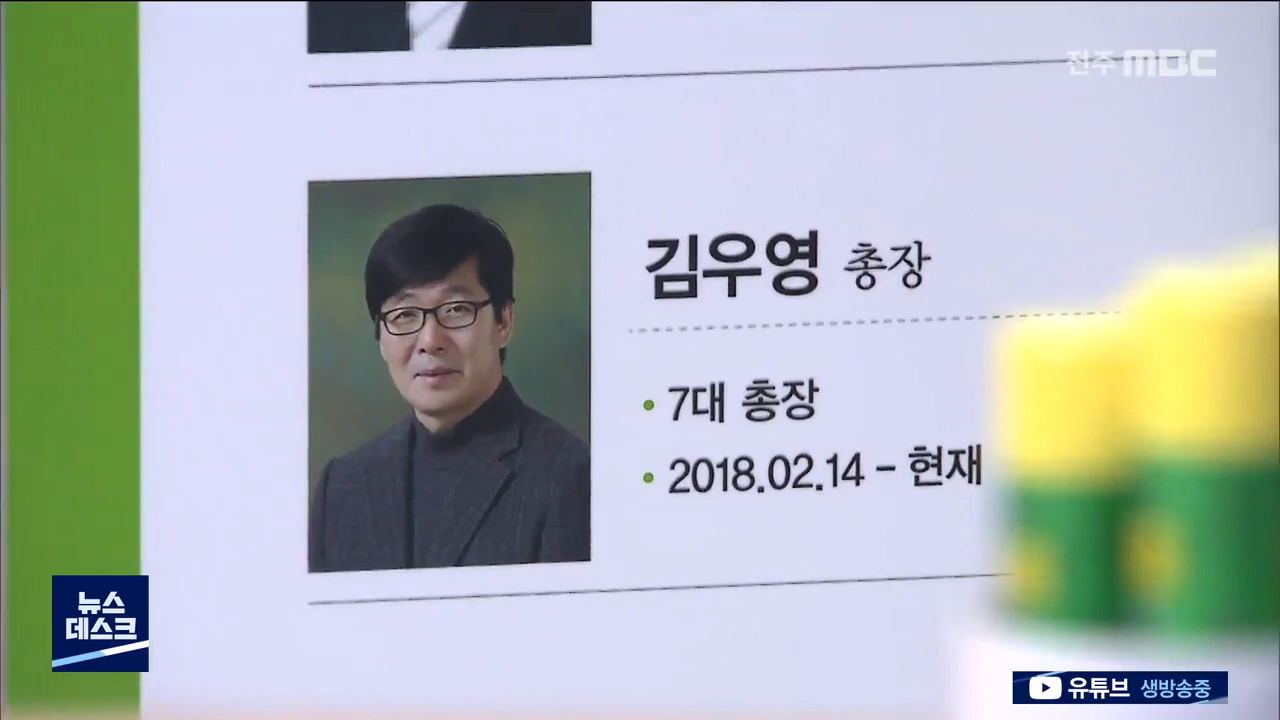 전주 MBC
김우영 총장
• 7대 총장
• 2018.02.14 – 현재
뉴스
데스크
유튜브 생방송중